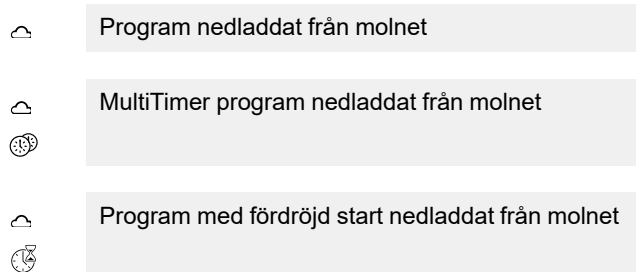 Program nedladdat från molnet
MultiTimer program nedladdat från molnet
Program med fördröjd start nedladdat från molnet